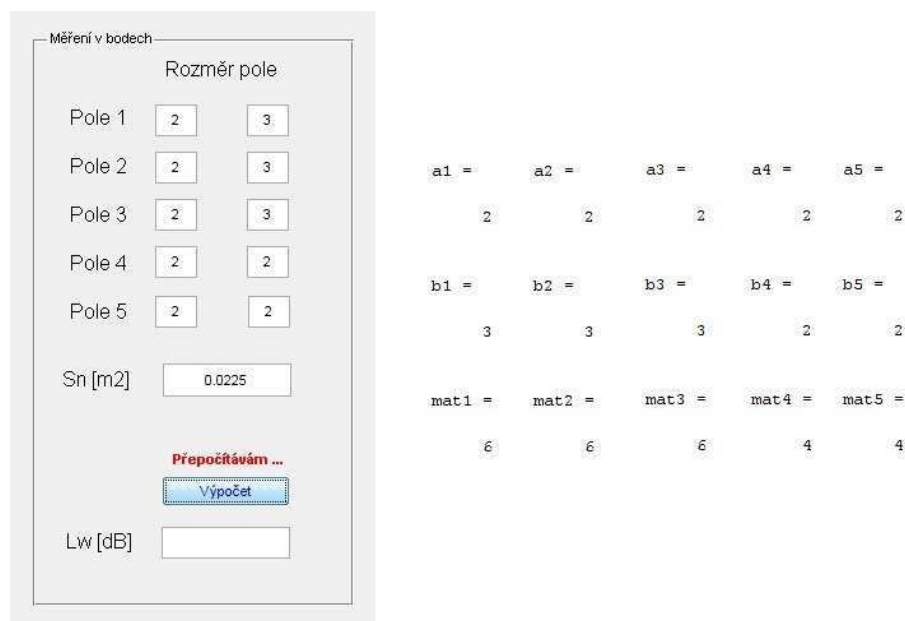 Měření v bodech
Rozměr pole
Pole 1 2 3
Pole 2 2 3
Pole 3 2 3
Pole 4 2 2
Pole 5 2 2
Sn [m2] 0.0225
Přepočítávám ...
Výpočet
Lw [dB]
a1 = a2 = a3 = a4 = a5 =
2 2 2 2 2
b1 = b2 = b3 = b4 = b5 =
3 3 3 2 2
mat1 = mat2 = mat3 = mat4 = mat5 =
6 6 6 4 4